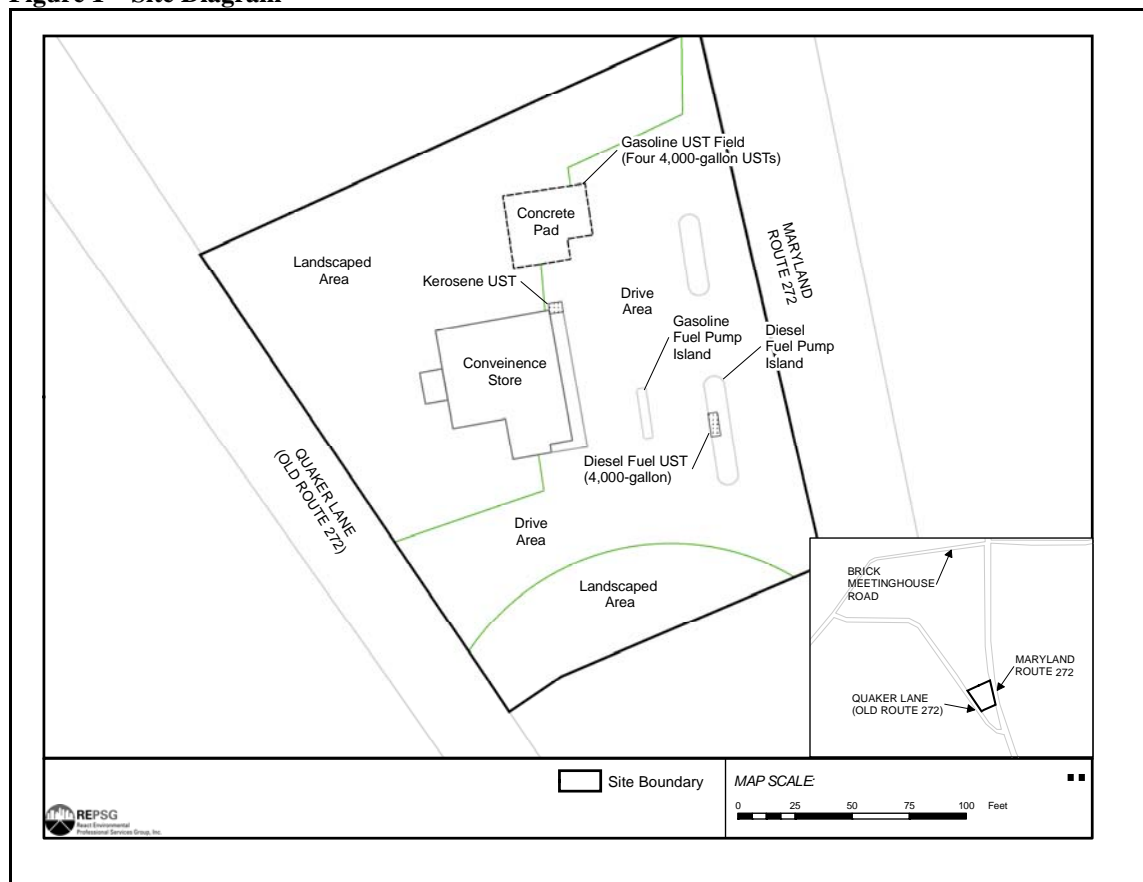 Figure 1 – Site Diagram
Gasoline UST Field
(Four 4,000-gallon USTs)
Concrete
Pad
MARYLAND
ROUTE 272
Landscaped
Area
Kerosene UST
Drive
Area
Gasoline
Fuel Pump
Island
Diesel
Fuel Pump
Island
Conveinence
Store
Diesel Fuel UST
(4,000-gallon)
QUAKER LANE
(OLD ROUTE 272)
Drive
Area
Landscaped
Area
BRICK
MEETINGHOUSE
ROAD
MARYLAND
ROUTE 272
QUAKER LANE
(OLD ROUTE 272)
Site Boundary
MAP SCALE:
0 25 50 75 100 Feet
REPSG
React Environmental
Professional Services Group, Inc.